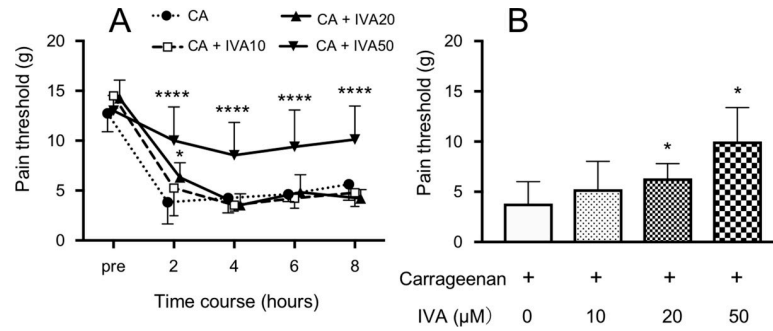 A
CA
CA + IVA20
CA + IVA10
CA + IVA50
Pain threshold (g)
20
15
10
5
0
****
****
****
****
*
pre
2
4
6
8
Time course (hours)
B
Pain threshold (g)
20
15
10
5
0
*
*
Carrageenan + + + +
IVA (μM) 0 10 20 50